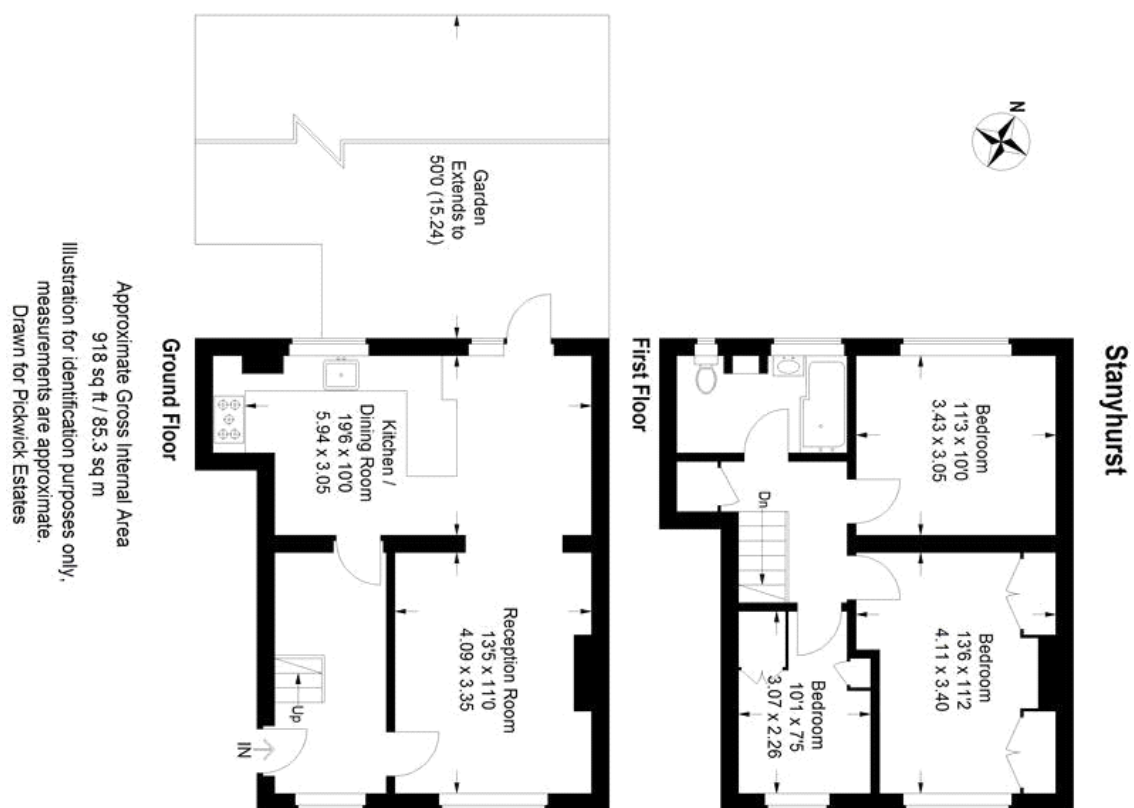 Stanyhurst
N
First Floor
Bedroom
11'3 x 10'0
3.43 x 3.05
Bedroom
13'6 x 11'2
4.11 x 3.40
Bedroom
10'1 x 7'5
3.07 x 2.26
Dn
Ground Floor
Garden
Extends to
50'0 (15.24)
Kitchen /
Dining Room
19'6 x 10'0
5.94 x 3.05
Reception Room
13'5 x 11'0
4.09 x 3.35
Up
IN
Approximate Gross Internal Area
918 sq ft / 85.3 sq m
Illustration for identification purposes only,
measurements are approximate.
Drawn for Pickwick Estates